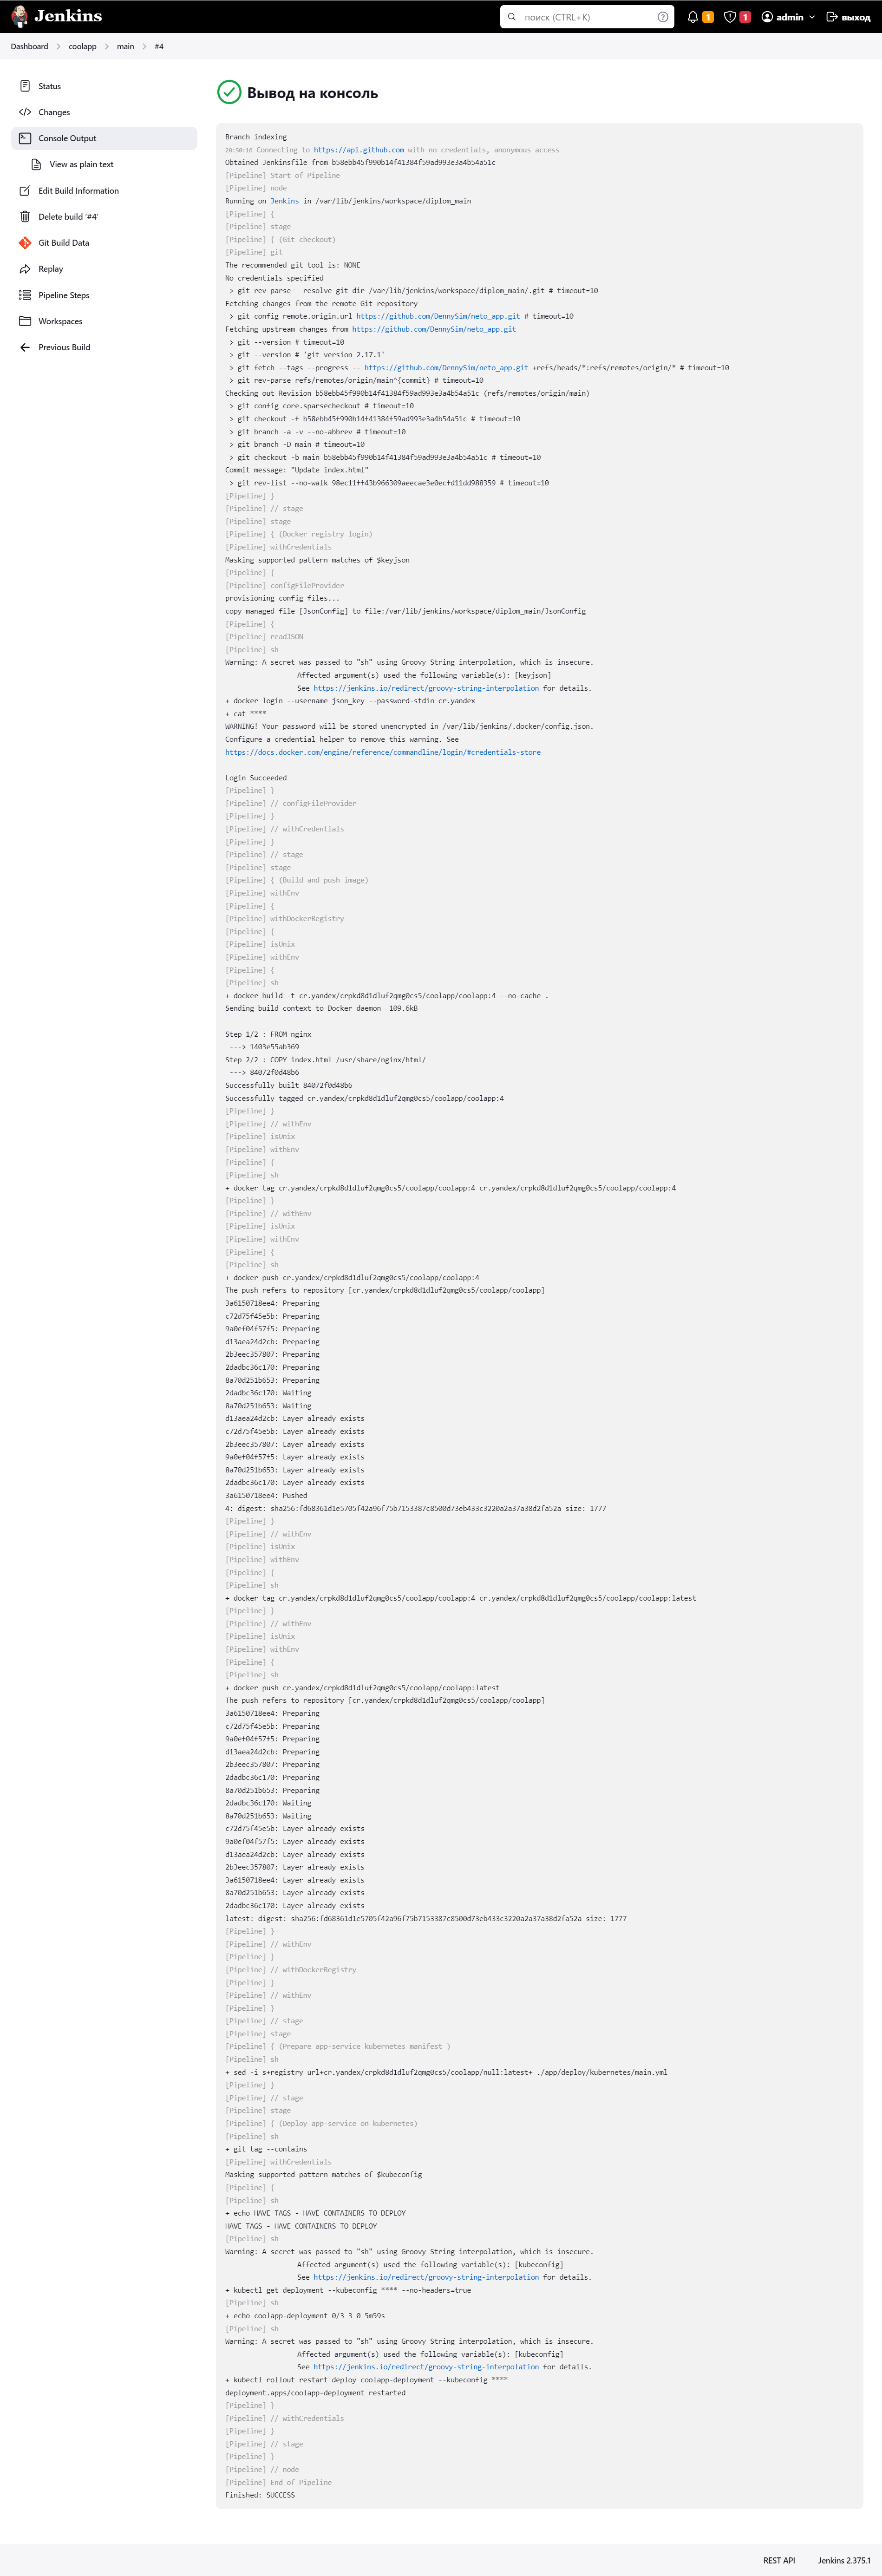 Jenkins
поиск (CTRL+K)
1
1
admin
выход
Dashboard
coolapp
main
#4
Status
Changes
Console Output
View as plain text
Edit Build Information
Delete build '#4'
Git Build Data
Replay
Pipeline Steps
Workspaces
Previous Build
Вывод на консоль
Branch indexing
20:50:16 Connecting to https://api.github.com with no credentials, anonymous access
Obtained Jenkinsfile from b58ebb45f990b14f41384f59ad993e3a4b54a51c
[Pipeline] Start of Pipeline
[Pipeline] node
Running on Jenkins in /var/lib/jenkins/workspace/diplom_main
[Pipeline] {
[Pipeline] stage
[Pipeline] { (Git checkout)
[Pipeline] git
The recommended git tool is: NONE
No credentials specified
 > git rev-parse --resolve-git-dir /var/lib/jenkins/workspace/diplom_main/.git # timeout=10
Fetching changes from the remote Git repository
 > git config remote.origin.url https://github.com/DennySim/neto_app.git # timeout=10
Fetching upstream changes from https://github.com/DennySim/neto_app.git
 > git --version # timeout=10
 > git --version # 'git version 2.17.1'
 > git fetch --tags --progress -- https://github.com/DennySim/neto_app.git +refs/heads/*:refs/remotes/origin/* # timeout=10
 > git rev-parse refs/remotes/origin/main^{commit} # timeout=10
Checking out Revision b58ebb45f990b14f41384f59ad993e3a4b54a51c (refs/remotes/origin/main)
 > git config core.sparsecheckout # timeout=10
 > git checkout -f b58ebb45f990b14f41384f59ad993e3a4b54a51c # timeout=10
 > git branch -a -v --no-abbrev # timeout=10
 > git branch -D main # timeout=10
 > git checkout -b main b58ebb45f990b14f41384f59ad993e3a4b54a51c # timeout=10
Commit message: "Update index.html"
 > git rev-list --no-walk 98ec11ff43b966309aeecae3e0ecfd11dd988359 # timeout=10
[Pipeline] }
[Pipeline] // stage
[Pipeline] stage
[Pipeline] { (Docker registry login)
[Pipeline] withCredentials
Masking supported pattern matches of $keyjson
[Pipeline] {
[Pipeline] configFileProvider
provisioning config files...
copy managed file [JsonConfig] to file:/var/lib/jenkins/workspace/diplom_main/JsonConfig
[Pipeline] {
[Pipeline] readJSON
[Pipeline] sh
Warning: A secret was passed to "sh" using Groovy String interpolation, which is insecure.
Affected argument(s) used the following variable(s): [keyjson]
See https://jenkins.io/redirect/groovy-string-interpolation for details.
+ docker login --username json_key --password-stdin cr.yandex
+ cat ****
WARNING! Your password will be stored unencrypted in /var/lib/jenkins/.docker/config.json.
Configure a credential helper to remove this warning. See
https://docs.docker.com/engine/reference/commandline/login/#credentials-store
Login Succeeded
[Pipeline] }
[Pipeline] // configFileProvider
[Pipeline] }
[Pipeline] // withCredentials
[Pipeline] }
[Pipeline] // stage
[Pipeline] stage
[Pipeline] { (Build and push image)
[Pipeline] withEnv
[Pipeline] {
[Pipeline] withDockerRegistry
[Pipeline] {
[Pipeline] isUnix
[Pipeline] withEnv
[Pipeline] {
[Pipeline] sh
+ docker build -t cr.yandex/crpkd8d1dluf2qmg0cs5/coolapp/coolapp:4 --no-cache .
Sending build context to Docker daemon  109.6kB
Step 1/2 : FROM nginx
 ---> 1403e55ab369
Step 2/2 : COPY index.html /usr/share/nginx/html/
 ---> 84072f0d48b6
Successfully built 84072f0d48b6
Successfully tagged cr.yandex/crpkd8d1dluf2qmg0cs5/coolapp/coolapp:4
[Pipeline] }
[Pipeline] // withEnv
[Pipeline] isUnix
[Pipeline] withEnv
[Pipeline] {
[Pipeline] sh
+ docker tag cr.yandex/crpkd8d1dluf2qmg0cs5/coolapp/coolapp:4 cr.yandex/crpkd8d1dluf2qmg0cs5/coolapp/coolapp:4
[Pipeline] }
[Pipeline] // withEnv
[Pipeline] isUnix
[Pipeline] withEnv
[Pipeline] {
[Pipeline] sh
+ docker push cr.yandex/crpkd8d1dluf2qmg0cs5/coolapp/coolapp:4
The push refers to repository [cr.yandex/crpkd8d1dluf2qmg0cs5/coolapp/coolapp]
3a6150718ee4: Preparing
c72d75f45e5b: Preparing
9a0ef04f57f5: Preparing
d13aea24d2cb: Preparing
2b3eec357807: Preparing
2dadbc36c170: Preparing
8a70d251b653: Preparing
2dadbc36c170: Waiting
8a70d251b653: Waiting
d13aea24d2cb: Layer already exists
c72d75f45e5b: Layer already exists
2b3eec357807: Layer already exists
9a0ef04f57f5: Layer already exists
8a70d251b653: Layer already exists
2dadbc36c170: Layer already exists
3a6150718ee4: Pushed
4: digest: sha256:fd68361d1e5705f42a96f75b7153387c8500d73eb433c3220a2a37a38d2fa52a size: 1777
[Pipeline] }
[Pipeline] // withEnv
[Pipeline] isUnix
[Pipeline] withEnv
[Pipeline] {
[Pipeline] sh
+ docker tag cr.yandex/crpkd8d1dluf2qmg0cs5/coolapp/coolapp:4 cr.yandex/crpkd8d1dluf2qmg0cs5/coolapp/coolapp:latest
[Pipeline] }
[Pipeline] // withEnv
[Pipeline] isUnix
[Pipeline] withEnv
[Pipeline] {
[Pipeline] sh
+ docker push cr.yandex/crpkd8d1dluf2qmg0cs5/coolapp/coolapp:latest
The push refers to repository [cr.yandex/crpkd8d1dluf2qmg0cs5/coolapp/coolapp]
3a6150718ee4: Preparing
c72d75f45e5b: Preparing
9a0ef04f57f5: Preparing
d13aea24d2cb: Preparing
2b3eec357807: Preparing
2dadbc36c170: Preparing
8a70d251b653: Preparing
2dadbc36c170: Waiting
8a70d251b653: Waiting
c72d75f45e5b: Layer already exists
9a0ef04f57f5: Layer already exists
d13aea24d2cb: Layer already exists
2b3eec357807: Layer already exists
3a6150718ee4: Layer already exists
8a70d251b653: Layer already exists
2dadbc36c170: Layer already exists
latest: digest: sha256:fd68361d1e5705f42a96f75b7153387c8500d73eb433c3220a2a37a38d2fa52a size: 1777
[Pipeline] }
[Pipeline] // withEnv
[Pipeline] }
[Pipeline] // withDockerRegistry
[Pipeline] }
[Pipeline] // withEnv
[Pipeline] }
[Pipeline] // stage
[Pipeline] stage
[Pipeline] { (Prepare app-service kubernetes manifest )
[Pipeline] sh
+ sed -i s+registry_url+cr.yandex/crpkd8d1dluf2qmg0cs5/coolapp/null:latest+ ./app/deploy/kubernetes/main.yml
[Pipeline] }
[Pipeline] // stage
[Pipeline] stage
[Pipeline] { (Deploy app-service on kubernetes)
[Pipeline] sh
+ git tag --contains
[Pipeline] withCredentials
Masking supported pattern matches of $kubeconfig
[Pipeline] {
[Pipeline] sh
+ echo HAVE TAGS - HAVE CONTAINERS TO DEPLOY
HAVE TAGS - HAVE CONTAINERS TO DEPLOY
[Pipeline] sh
Warning: A secret was passed to "sh" using Groovy String interpolation, which is insecure.
Affected argument(s) used the following variable(s): [kubeconfig]
See https://jenkins.io/redirect/groovy-string-interpolation for details.
+ kubectl get deployment --kubeconfig **** --no-headers=true
[Pipeline] sh
+ echo coolapp-deployment 0/3 3 0 5m59s
[Pipeline] sh
Warning: A secret was passed to "sh" using Groovy String interpolation, which is insecure.
Affected argument(s) used the following variable(s): [kubeconfig]
See https://jenkins.io/redirect/groovy-string-interpolation for details.
+ kubectl rollout restart deploy coolapp-deployment --kubeconfig ****
deployment.apps/coolapp-deployment restarted
[Pipeline] }
[Pipeline] // withCredentials
[Pipeline] }
[Pipeline] // stage
[Pipeline] }
[Pipeline] // node
[Pipeline] End of Pipeline
Finished: SUCCESS
REST API
Jenkins 2.375.1